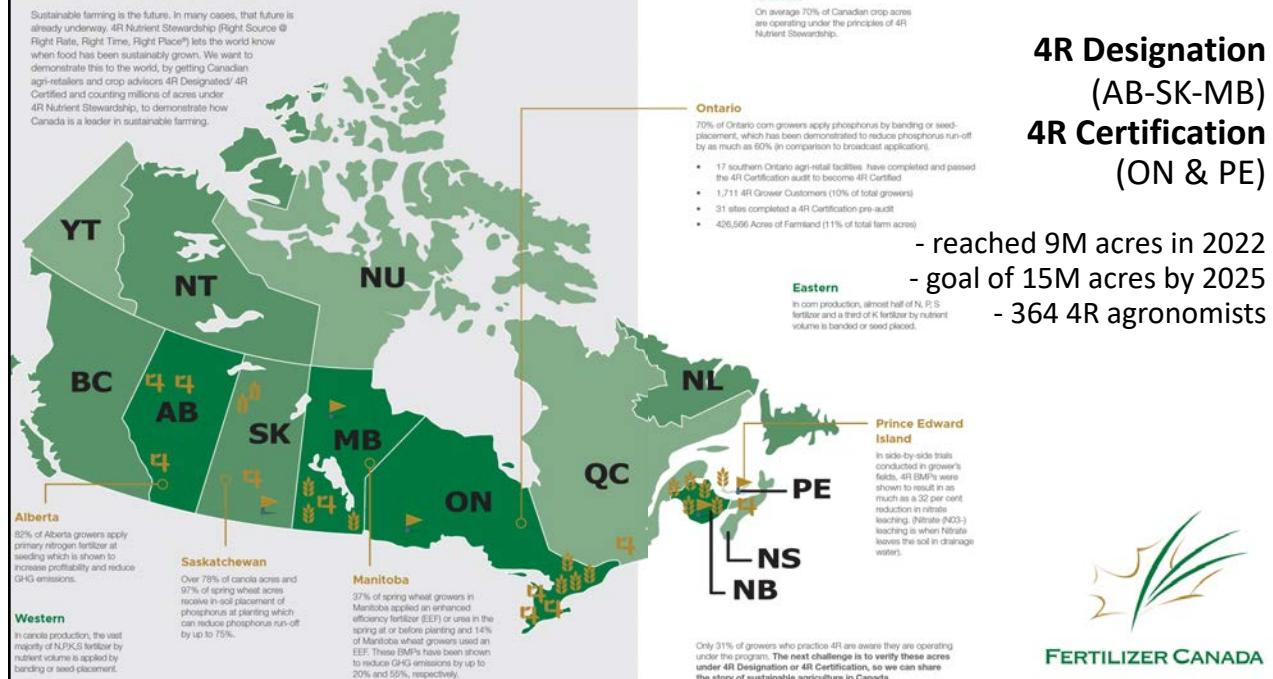 Sustainable farming is the future. In many cases, that future is
already underway. 4R Nutrient Stewardship (Right Source @
Right Rate, Right Time, Right Place®) lets the world know
when food has been sustainably grown. We want to
demonstrate this to the world, by getting Canadian
agri-retailers and crop advisors 4R Designated/ 4R
Certified and counting millions of acres under
4R Nutrient Stewardship, to demonstrate how
Canada is a leader in sustainable farming.
On average 70% of Canadian crop acres
are operating under the principles of 4R
Nutrient Stewardship.
4R Designation
(AB-SK-MB)
4R Certification
(ON & PE)
- reached 9M acres in 2022
- goal of 15M acres by 2025
- 364 4R agronomists
Ontario
70% of Ontario corn growers apply phosphorus by banding or seed-
placement, which has been demonstrated to reduce phosphorus run-off
by as much as 60% (in comparison to broadcast application).
• 17 southern Ontario agri-retail facilities have completed and passed
the 4R Certification audit to become 4R Certified
• 1,711 4R Grower Customers (10% of total growers)
• 31 sites completed a 4R Certification pre-audit
• 426,566 Acres of Farmland (11% of total farm acres)
Eastern
In corn production, almost half of N, P, S
fertilizer and a third of K fertilizer by nutrient
volume is banded or seed placed.
YT
NT
NU
BC
AB
SK
MB
ON
QC
NL
PE
NS
NB
Prince Edward
Island
In side-by-side trials
conducted in grower's
fields, 4R BMPs were
shown to result in as
much as a 32 per cent
reduction in nitrate
leaching. (Nitrate (N03-)
leaching is when Nitrate
leaves the soil in drainage
water).
Alberta
82% of Alberta growers apply
primary nitrogen fertilizer at
seeding which is shown to
increase profitability and reduce
GHG emissions.
Western
In canola production, the vast
majority of N,P,K,S fertilizer by
nutrient volume is applied by
banding or seed-placement.
Saskatchewan
Over 78% of canola acres and
97% of spring wheat acres
receive in-soil placement of
phosphorus at planting which
can reduce phosphorus run-off
by up to 75%.
Manitoba
37% of spring wheat growers in
Manitoba applied an enhanced
efficiency fertilizer (EEF) or urea in the
spring at or before planting and 14%
of Manitoba wheat growers used an
EEF. These BMPs have been shown
to reduce GHG emissions by up to
20% and 55%, respectively.
Only 31% of growers who practice 4R are aware they are operating
under the program. The next challenge is to verify these acres
under 4R Designation or 4R Certification, so we can share
the story of sustainable agriculture in Canada.
FERTILIZER CANADA